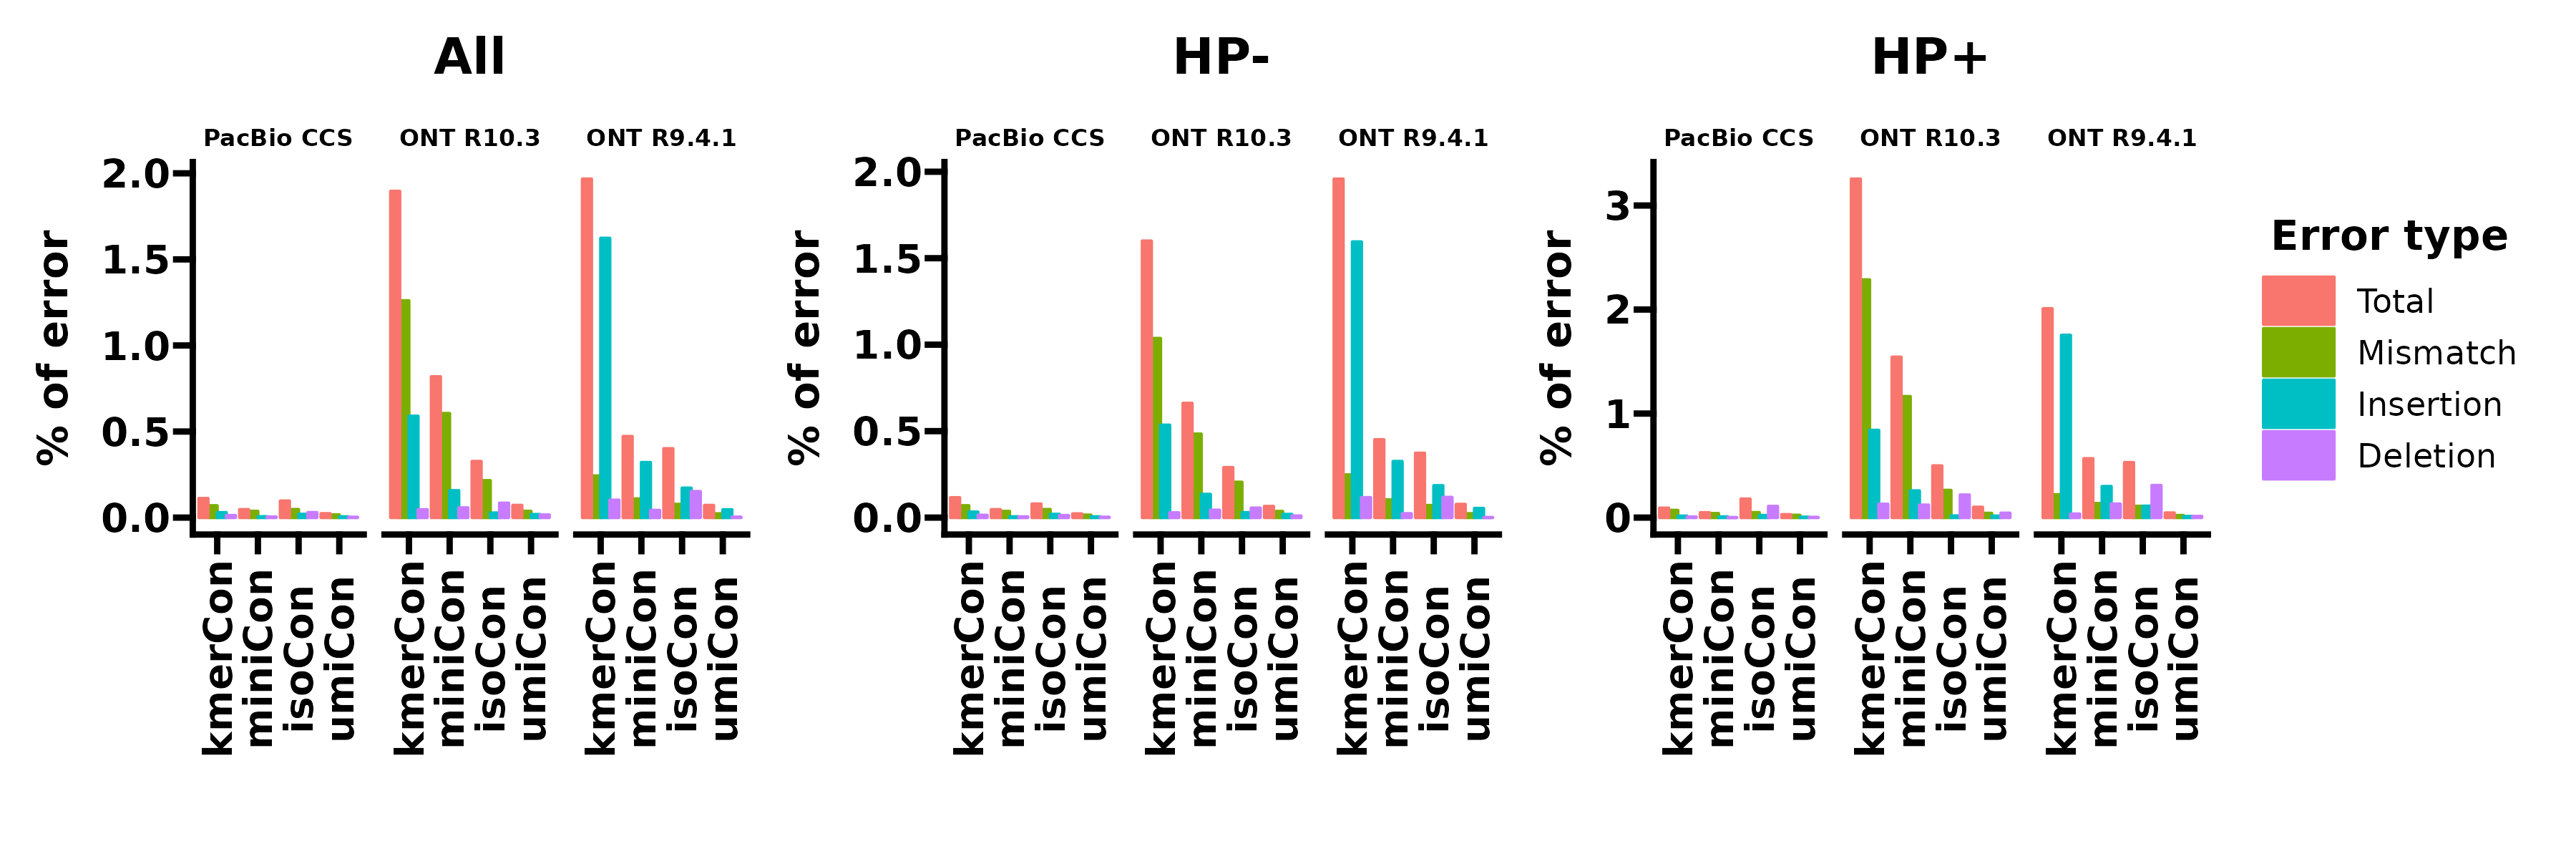 All
HP-
HP+
PacBio CCS
ONT R10.3
ONT R9.4.1
PacBio CCS
ONT R10.3
ONT R9.4.1
PacBio CCS
ONT R10.3
ONT R9.4.1
% of error
2.0
1.5
1.0
0.5
0.0
% of error
2.0
1.5
1.0
0.5
0.0
% of error
3
2
1
0
kmerCon
miniCon
isoCon
umiCon
kmerCon
miniCon
isoCon
umiCon
kmerCon
miniCon
isoCon
umiCon
kmerCon
miniCon
isoCon
umiCon
kmerCon
miniCon
isoCon
umiCon
kmerCon
miniCon
isoCon
umiCon
kmerCon
miniCon
isoCon
umiCon
kmerCon
miniCon
isoCon
umiCon
kmerCon
miniCon
isoCon
umiCon
Error type
Total
Mismatch
Insertion
Deletion